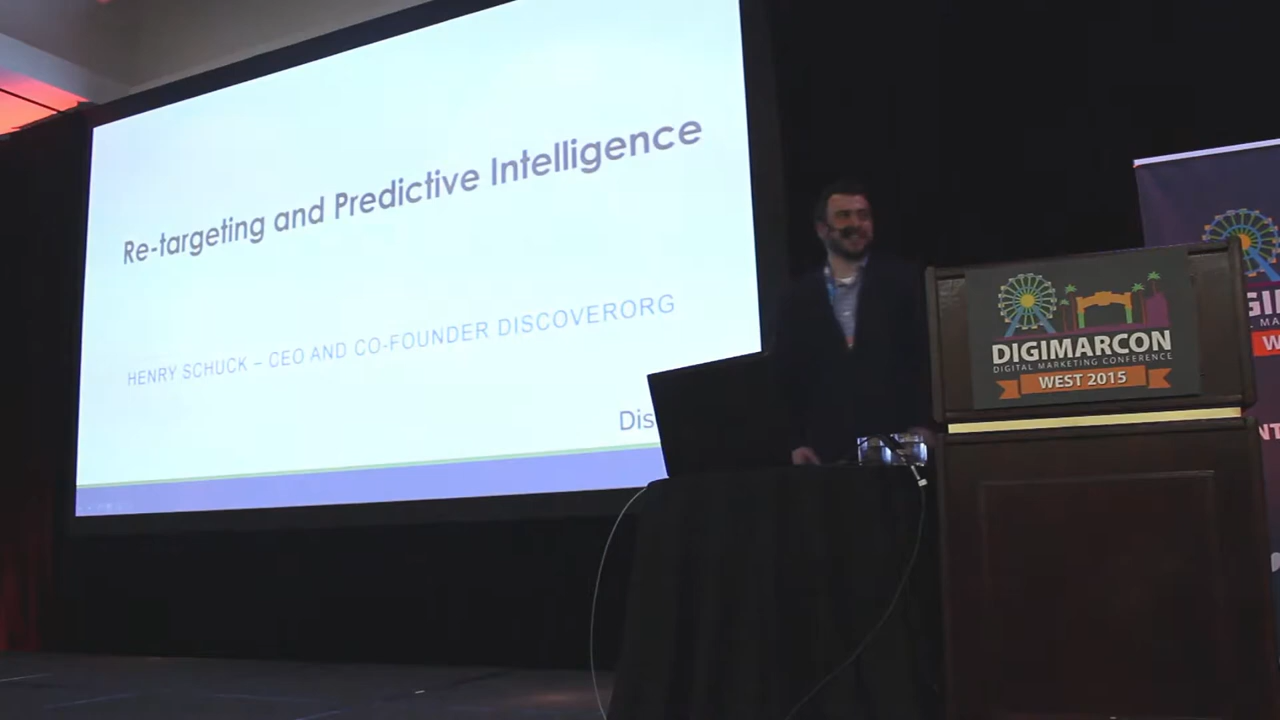 Re-targeting and Predictive Intelligence
HENRY SCHUCK – CEO AND CO-FOUNDER DISCOVERORG
Dis
DIGIMARCON
DIGITAL MARKETING CONFERENCE
WEST 2015